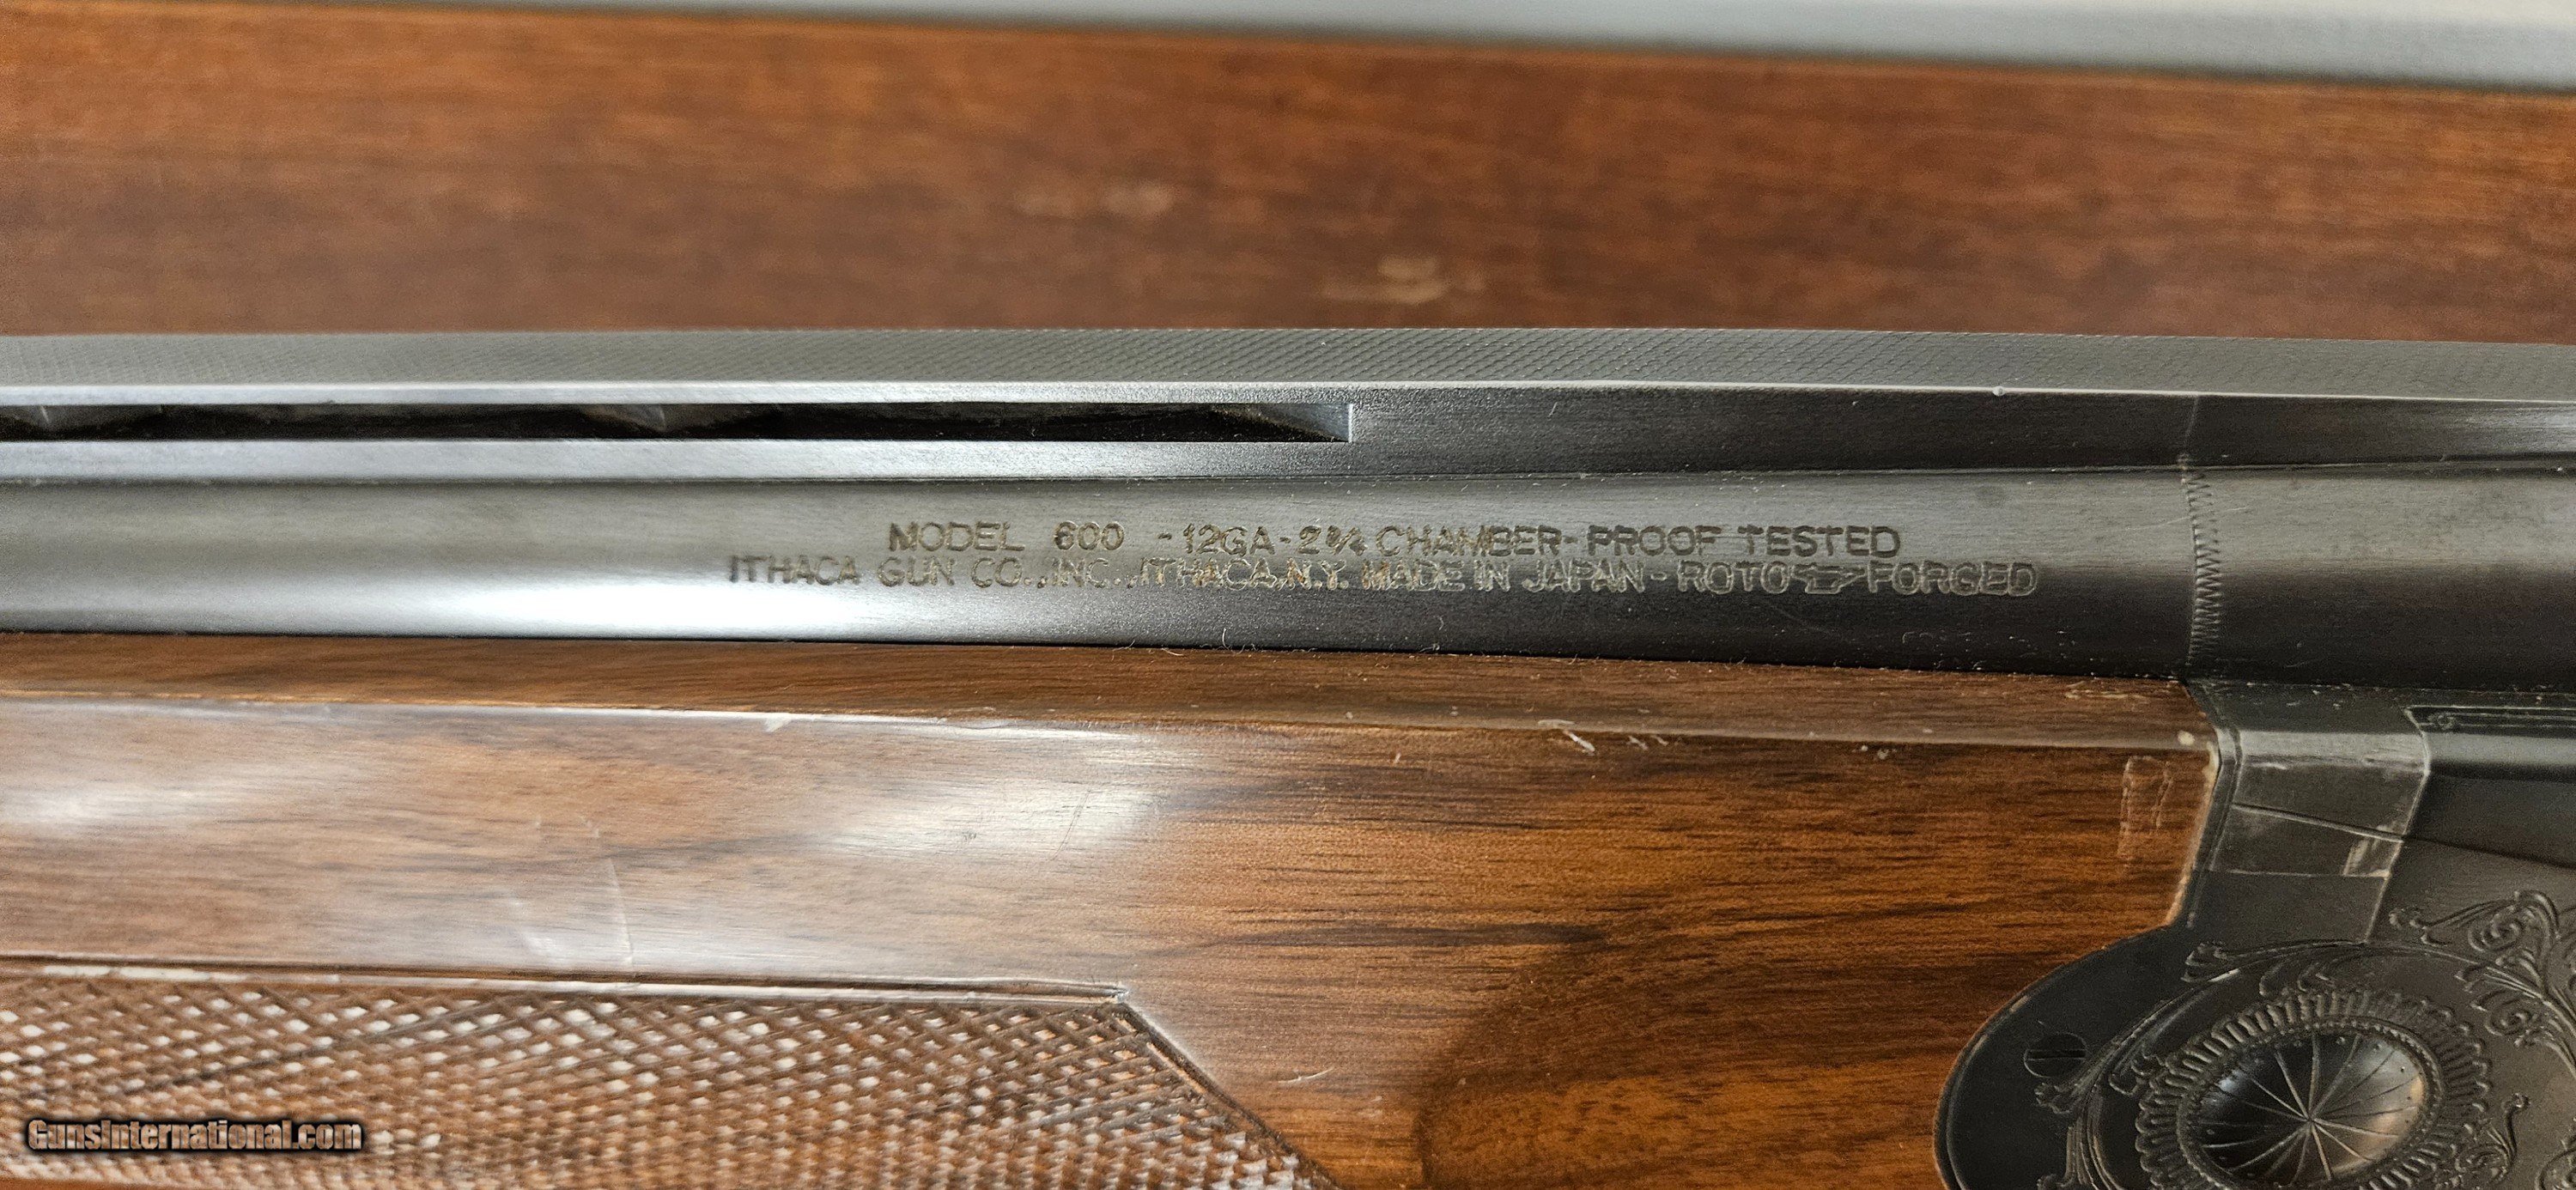 MODEL 600 -12GA-2¾ CHAMBER-PROOF TESTED
ITHACA GUN CO., INC., ITHACA, N.Y. MADE IN JAPAN - ROTO FORGED
GunsInternational.com